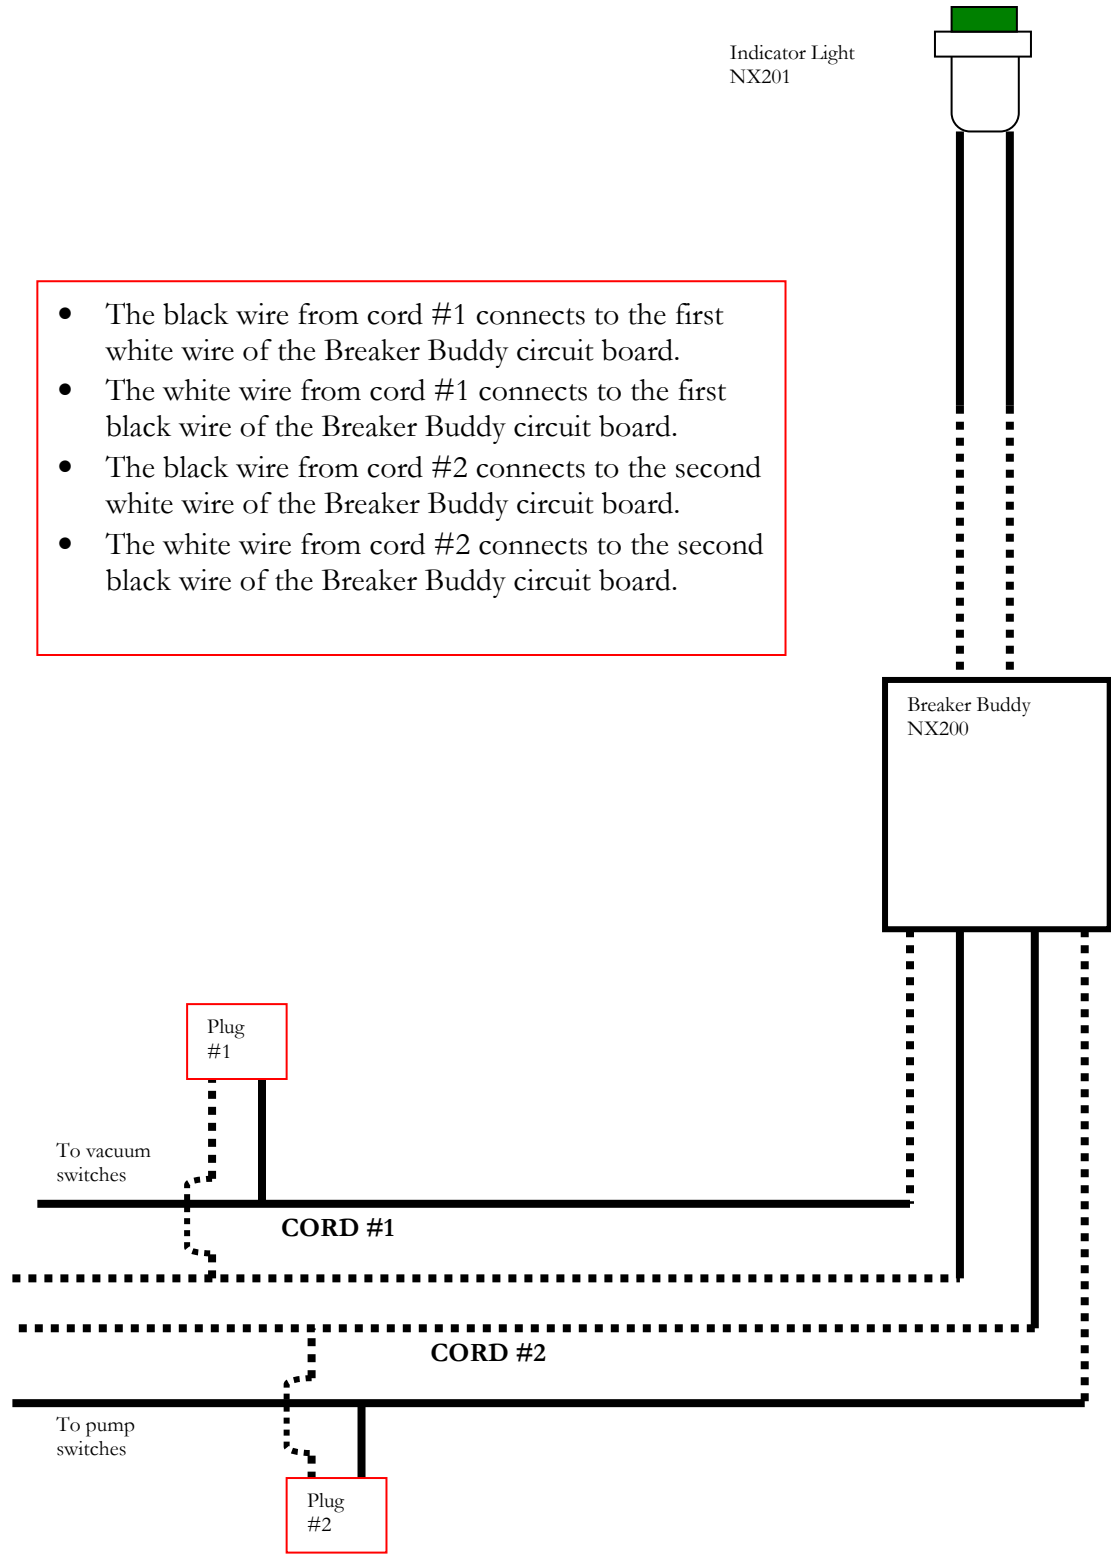 Indicator Light
NX201
• The black wire from cord #1 connects to the first
white wire of the Breaker Buddy circuit board.
• The white wire from cord #1 connects to the first
black wire of the Breaker Buddy circuit board.
• The black wire from cord #2 connects to the second
white wire of the Breaker Buddy circuit board.
• The white wire from cord #2 connects to the second
black wire of the Breaker Buddy circuit board.
Breaker Buddy
NX200
Plug
#1
To vacuum
switches
CORD #1
CORD #2
To pump
switches
Plug
#2